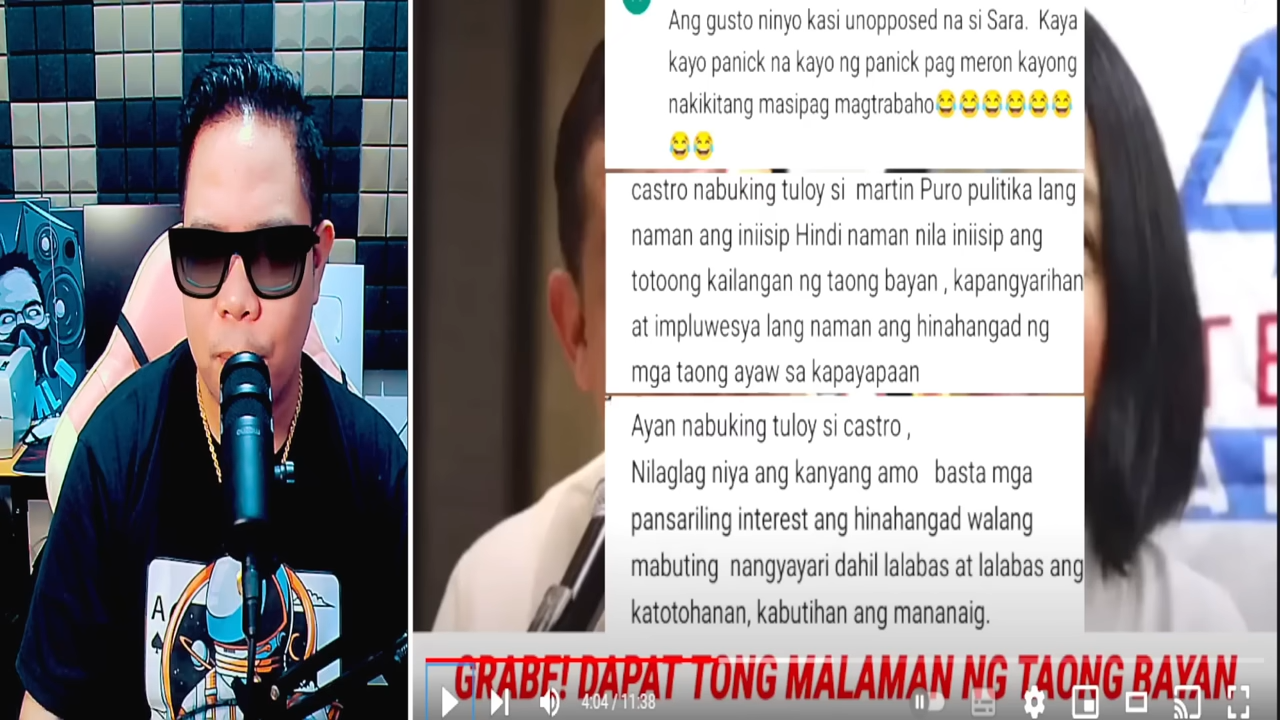 Ang gusto ninyo kasi unopposed na si Sara. Kaya
kayo panick na kayo ng panick pag meron kayong
nakikitang masipag magtrabaho😂😂😂😂😂😂
😂😂
castro nabuking tuloy si martin Puro pulitika lang
naman ang iniisip Hindi naman nila iniisip ang
totoong kailangan ng taong bayan , kapangyarihan
at impluwesya lang naman ang hinahangad ng
mga taong ayaw sa kapayapaan
Ayan nabuking tuloy si castro ,
Nilaglag niya ang kanyang amo basta mga
pansariling interest ang hinahangad walang
mabuting nangyayari dahil lalabas at lalabas ang
katotohanan, kabutihan ang mananaig.
A
GRABE! DAPAT TONG MALAMAN NG TAONG BAYAN
4:04 / 11:38